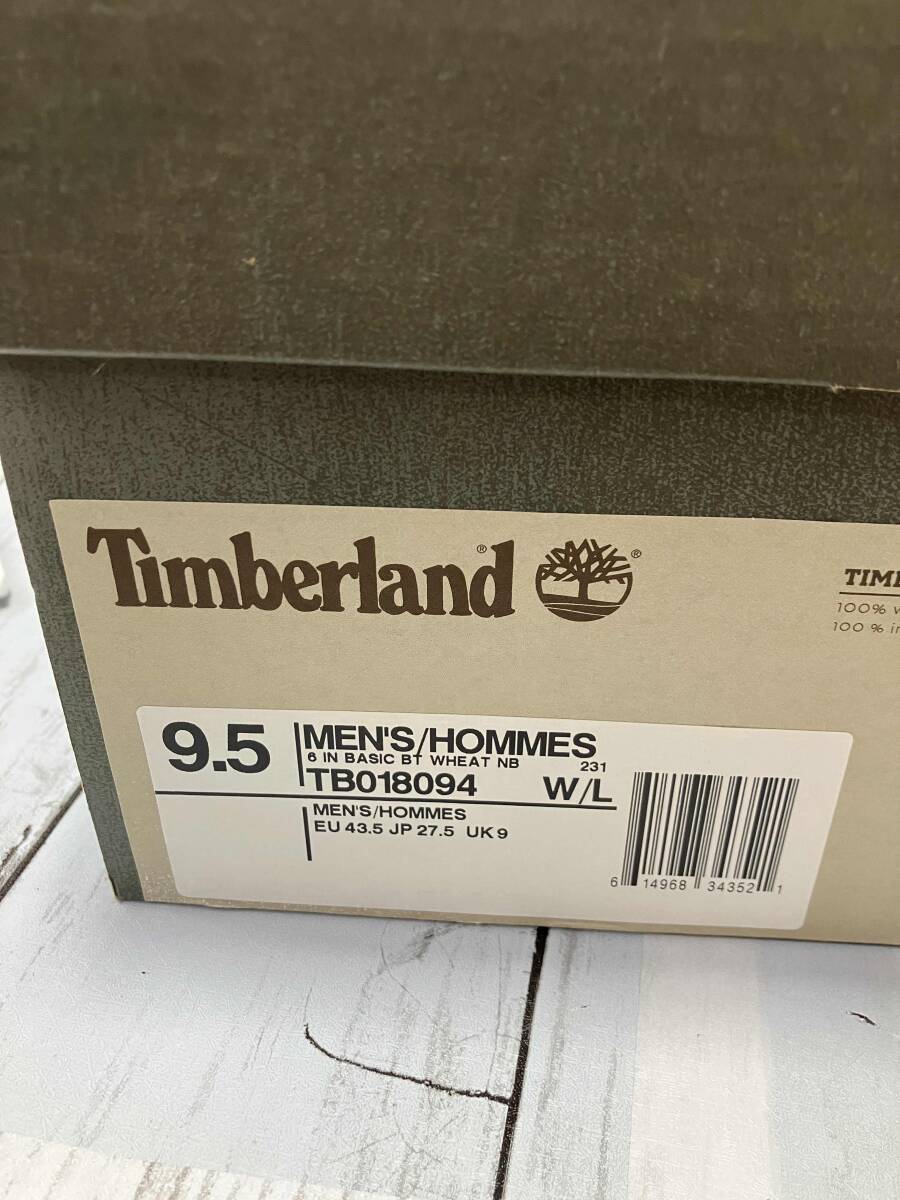 Timberland® ®
TIM
100%
100 %
9.5
MEN'S/HOMMES
6 IN BASIC BT WHEAT NB 231
TB018094 W/L
MEN'S/HOMMES
EU 43.5 JP 27.5 UK 9
6 14968 34352 1